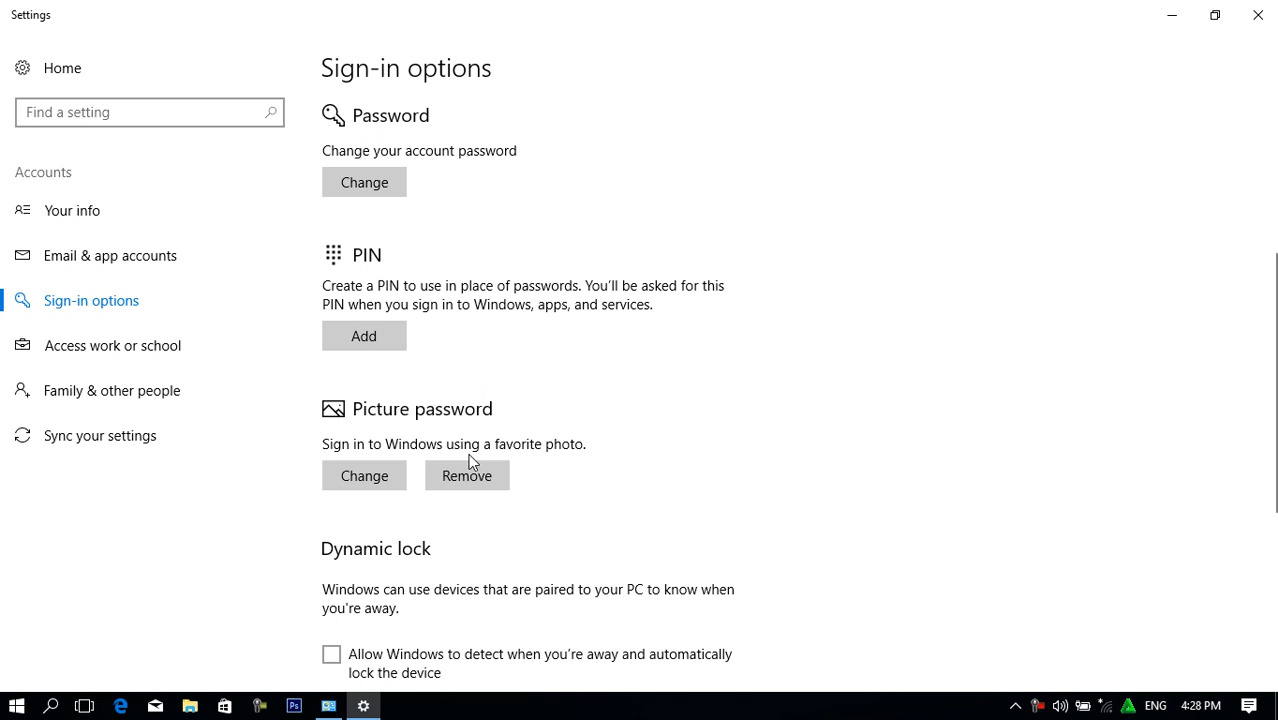 Settings
Home
Find a setting
Accounts
Your info
Email & app accounts
Sign-in options
Access work or school
Family & other people
Sync your settings
Sign-in options
Password
Change your account password
Change
PIN
Create a PIN to use in place of passwords. You'll be asked for this
PIN when you sign in to Windows, apps, and services.
Add
Picture password
Sign in to Windows using a favorite photo.
Change Remove
Dynamic lock
Windows can use devices that are paired to your PC to know when
you're away.
Allow Windows to detect when you're away and automatically
lock the device
Ps
ENG 4:28 PM